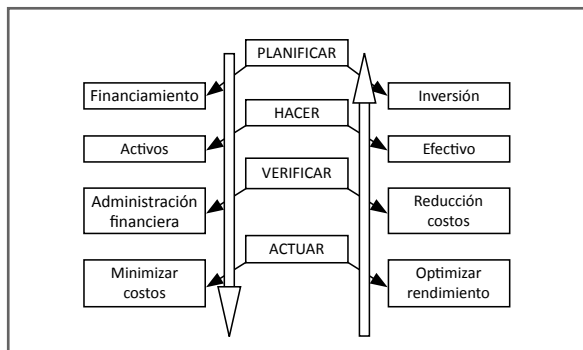 PLANIFICAR
Financiamiento
Inversión
HACER
Activos
Efectivo
VERIFICAR
Administración
financiera
Reducción
costos
ACTUAR
Minimizar
costos
Optimizar
rendimiento